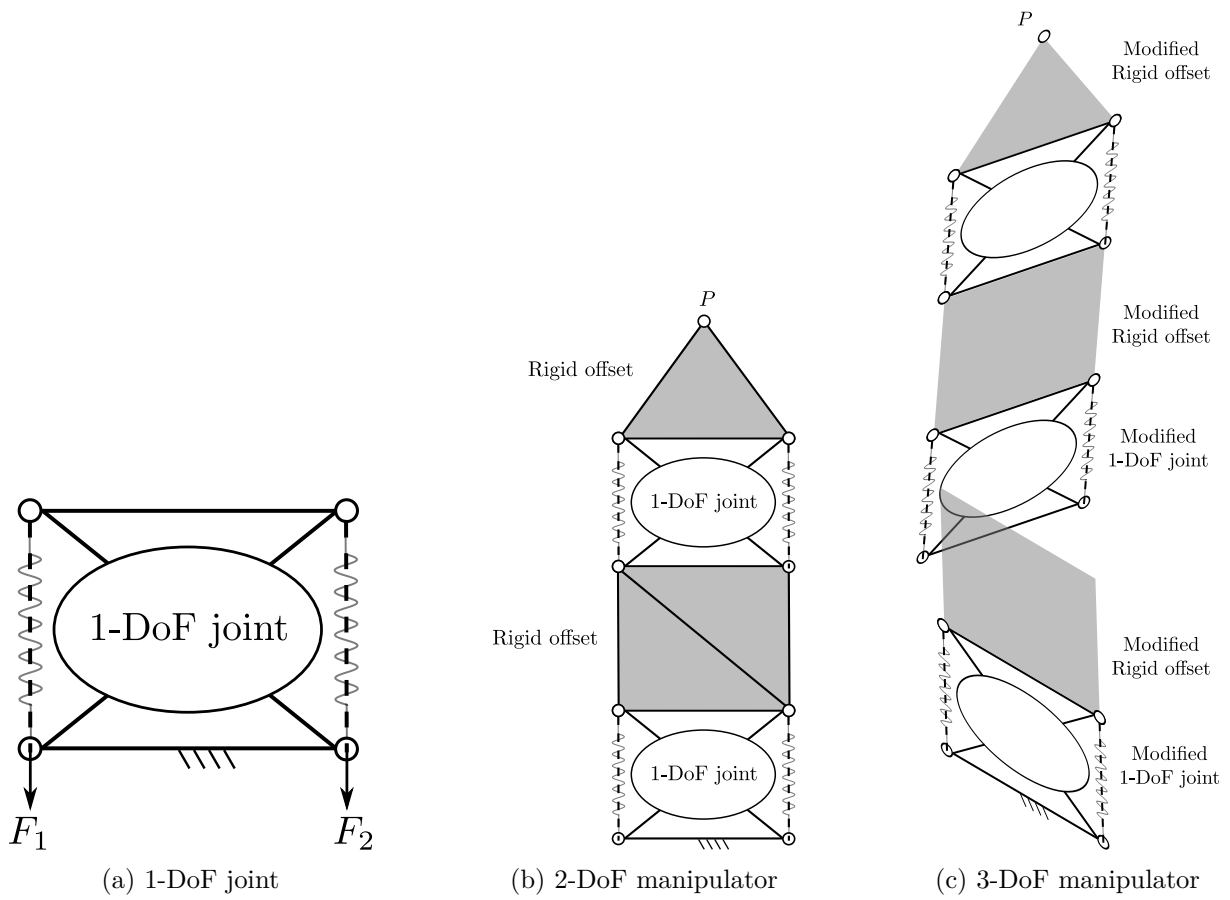 1-DoF joint
F1
F2
(a) 1-DoF joint
P
Rigid offset
1-DoF joint
Rigid offset
1-DoF joint
(b) 2-DoF manipulator
P
Modified
Rigid offset
Modified
Rigid offset
Modified
1-DoF joint
Modified
Rigid offset
Modified
1-DoF joint
(c) 3-DoF manipulator